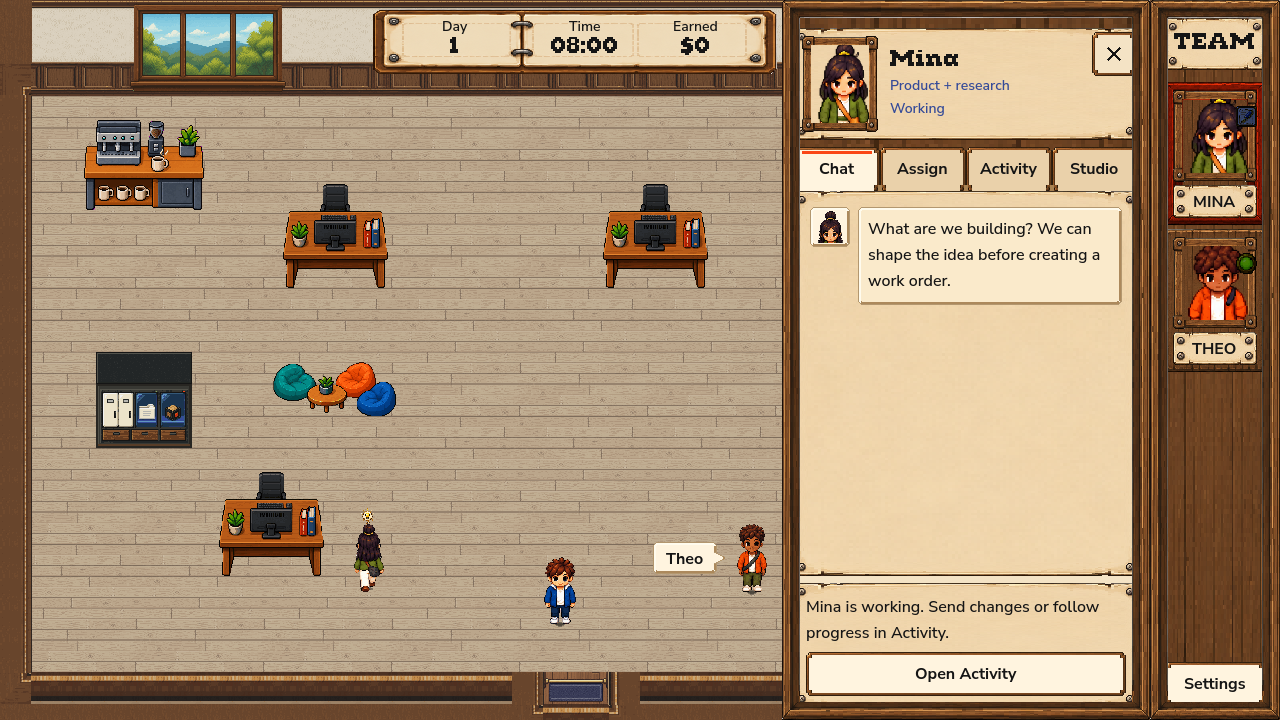 Day
1
Time
08:00
Earned
$0
Theo
Mina
Product + research
Working
Chat
Assign
Activity
Studio
What are we building? We can
shape the idea before creating a
work order.
Mina is working. Send changes or follow
progress in Activity.
Open Activity
TEAM
MINA
THEO
Settings